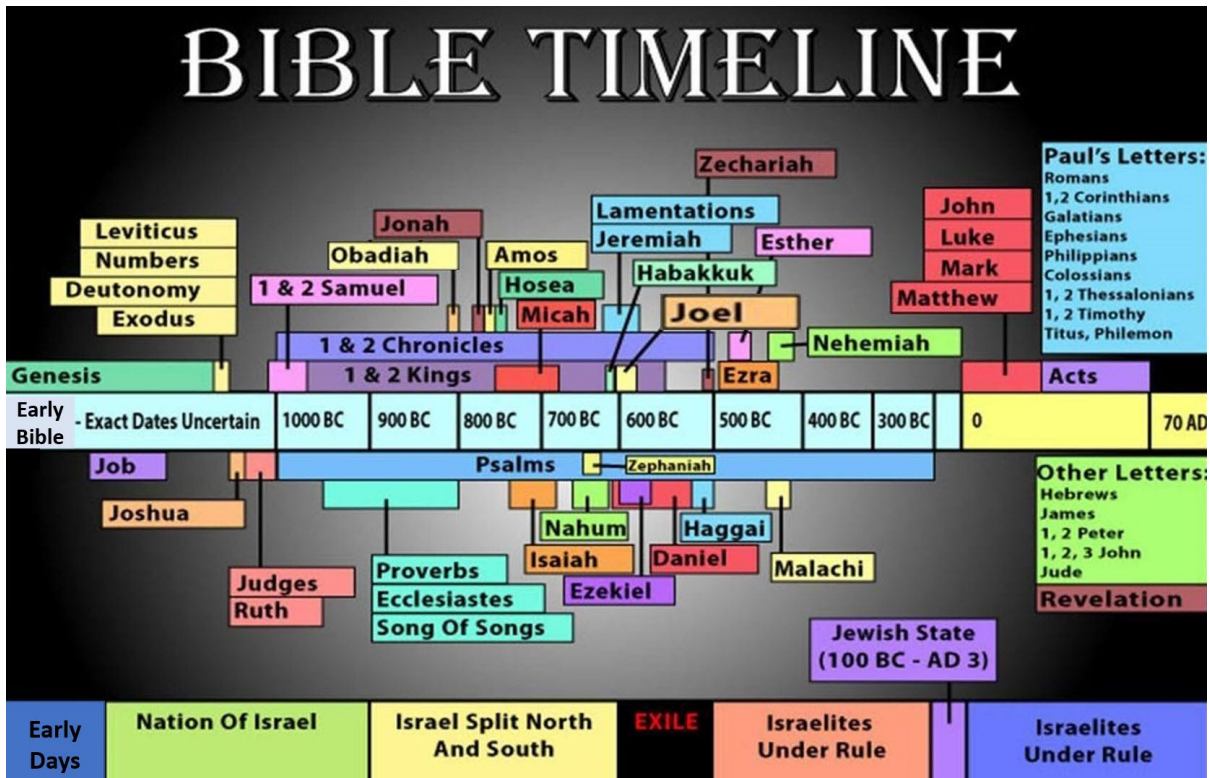 BIBLE TIMELINE
Zechariah
Paul's Letters:
Romans
1,2 Corinthians
Galatians
Ephesians
Philippians
Colossians
1, 2 Thessalonians
1, 2 Timothy
Titus, Philemon
John
Luke
Mark
Matthew
Lamentations
Jeremiah
Esther
Jonah
Leviticus
Numbers
Deutonomy
Exodus
Obadiah
Amos
Hosea
Micah
Habakkuk
Joel
1 & 2 Samuel
1 & 2 Chronicles
Nehemiah
Genesis
1 & 2 Kings
Ezra
Acts
Early
Bible
- Exact Dates Uncertain
1000 BC
900 BC
800 BC
700 BC
600 BC
500 BC
400 BC
300 BC
0
70 AD
Job
Psalms
Zephaniah
Joshua
Nahum
Haggai
Isaiah
Daniel
Malachi
Judges
Ruth
Proverbs
Ecclesiastes
Song Of Songs
Ezekiel
Other Letters:
Hebrews
James
1, 2 Peter
1, 2, 3 John
Jude
Revelation
Jewish State
(100 BC - AD 3)
Early
Days
Nation Of Israel
Israel Split North
And South
EXILE
Israelites
Under Rule
Israelites
Under Rule